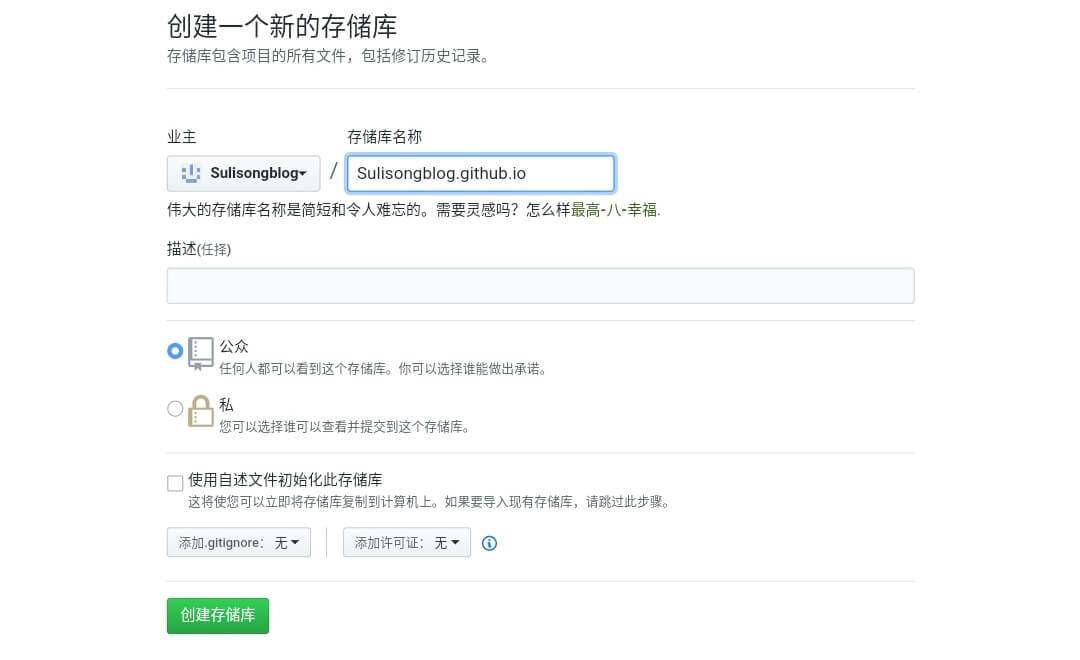 创建一个新的存储库
存储库包含项目的所有文件，包括修订历史记录。
业主
存储库名称
Sulisongblog
/
Sulisongblog.github.io
伟大的存储库名称是简短和令人难忘的。需要灵感吗？怎么样最高-八-幸福.
描述(任择)
公众
任何人都可以看到这个存储库。你可以选择谁能做出承诺。
私
您可以选择谁可以查看并提交到这个存储库。
使用自述文件初始化此存储库
这将使您可以立即将存储库复制到计算机上。如果要导入现有存储库，请跳过此步骤。
添加.gitignore： 无
添加许可证： 无
创建存储库